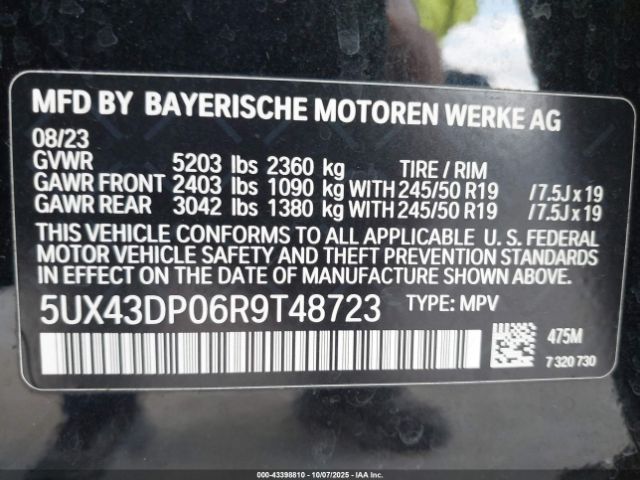 MFD BY BAYERISCHE MOTOREN WERKE AG
08/23
GVWR 5203 lbs 2360 kg TIRE / RIM
GAWR FRONT 2403 lbs 1090 kg WITH 245/50 R19 /7.5J x 19
GAWR REAR 3042 lbs 1380 kg WITH 245/50 R19 /7.5J x 19
THIS VEHICLE CONFORMS TO ALL APPLICABLE U. S. FEDERAL
MOTOR VEHICLE SAFETY AND THEFT PREVENTION STANDARDS
IN EFFECT ON THE DATE OF MANUFACTURE SHOWN ABOVE.
5UX43DP06R9T48723 TYPE: MPV
475M
7 320 730
000-43398810 - 10/07/2025 - IAA Inc.